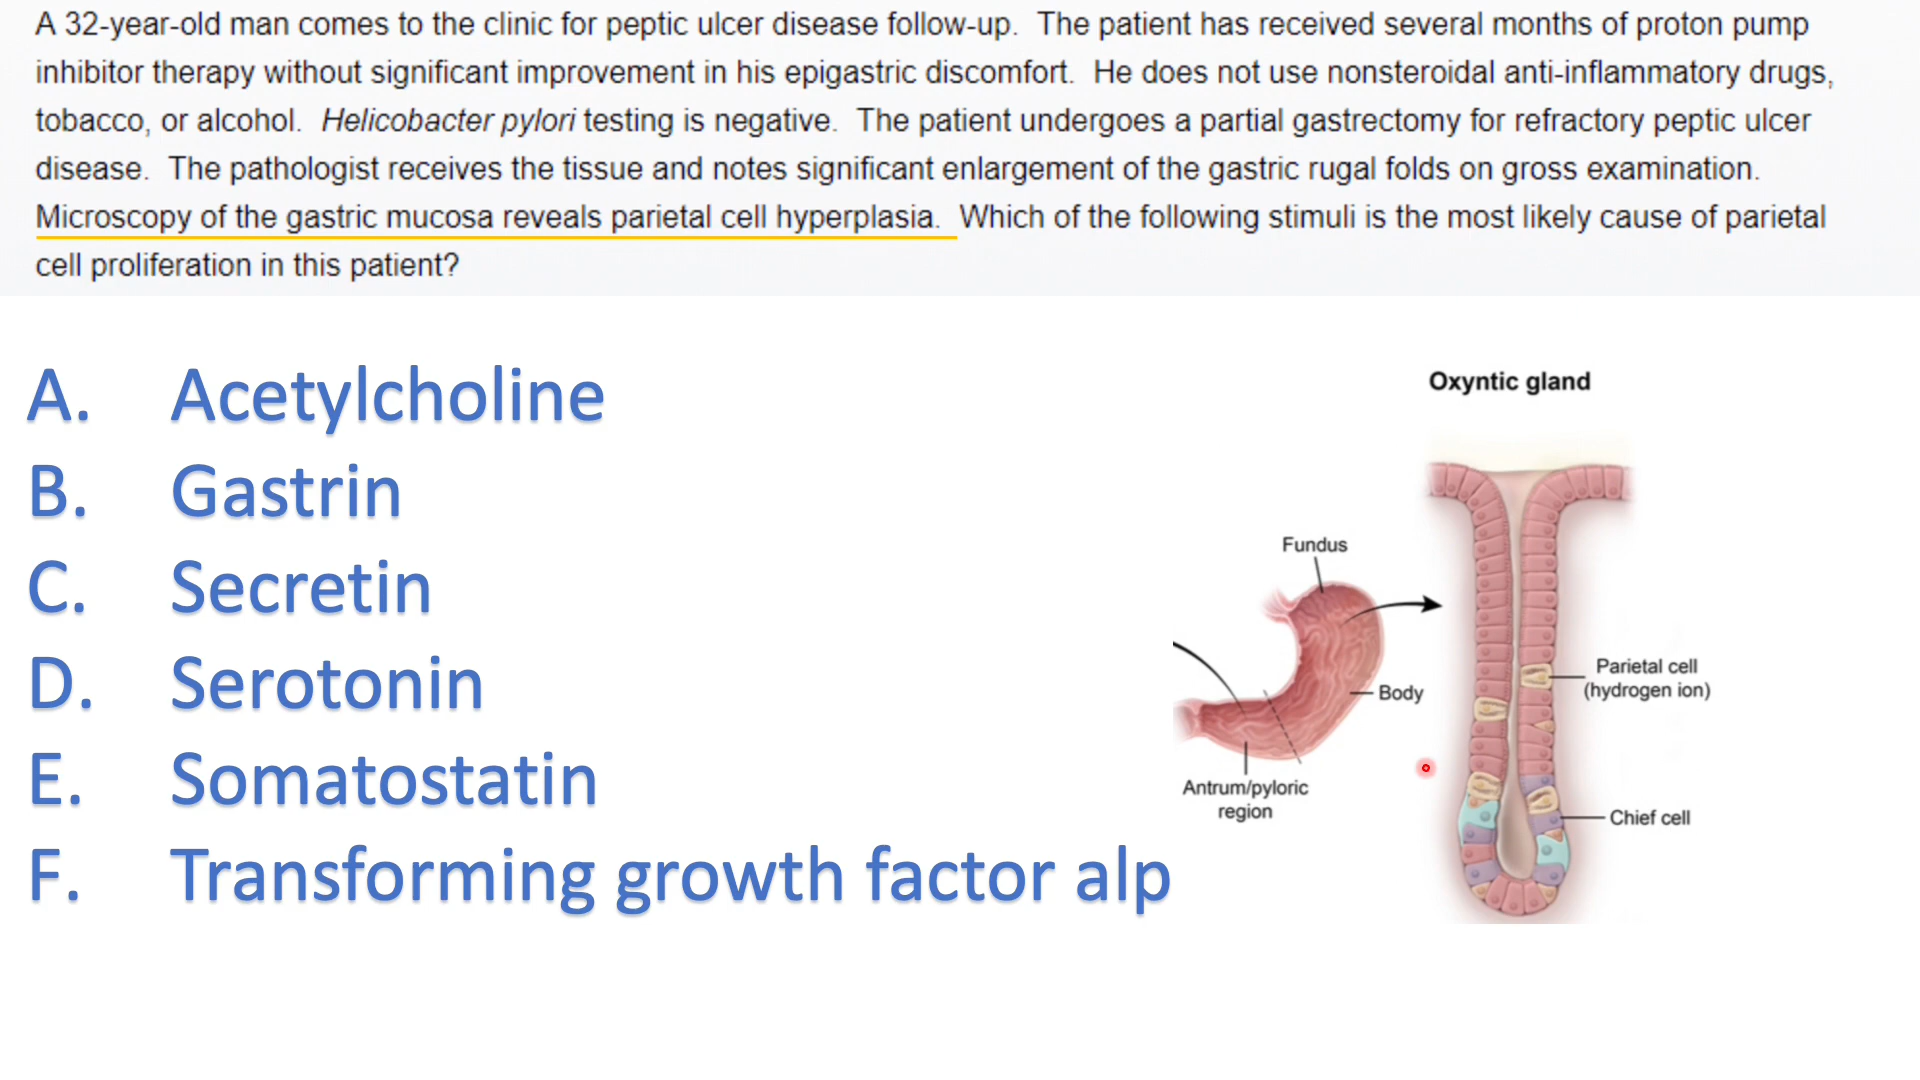 A 32-year-old man comes to the clinic for peptic ulcer disease follow-up.  The patient has received several months of proton pump
inhibitor therapy without significant improvement in his epigastric discomfort.  He does not use nonsteroidal anti-inflammatory drugs,
tobacco, or alcohol.  Helicobacter pylori testing is negative.  The patient undergoes a partial gastrectomy for refractory peptic ulcer
disease.  The pathologist receives the tissue and notes significant enlargement of the gastric rugal folds on gross examination.
Microscopy of the gastric mucosa reveals parietal cell hyperplasia.  Which of the following stimuli is the most likely cause of parietal
cell proliferation in this patient?
A. Acetylcholine
B. Gastrin
C. Secretin
D. Serotonin
E. Somatostatin
F. Transforming growth factor alp
Oxyntic gland
Fundus
Body
Antrum/pyloric
region
Parietal cell
(hydrogen ion)
Chief cell